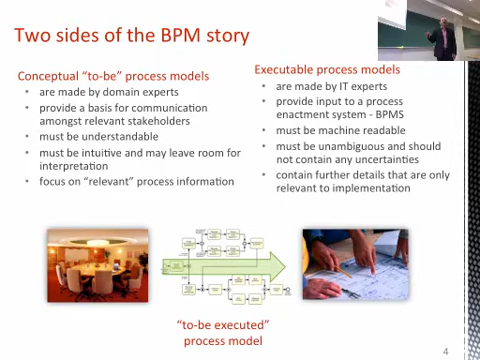 Two sides of the BPM story
Conceptual “to-be” process models
• are made by domain experts
• provide a basis for communication
amongst relevant stakeholders
• must be understandable
• must be intuitive and may leave room for
interpretation
• focus on “relevant” process information
Executable process models
• are made by IT experts
• provide input to a process
enactment system - BPMS
• must be machine readable
• must be unambiguous and should
not contain any uncertainties
• contain further details that are only
relevant to implementation
“to-be executed”
process model
4